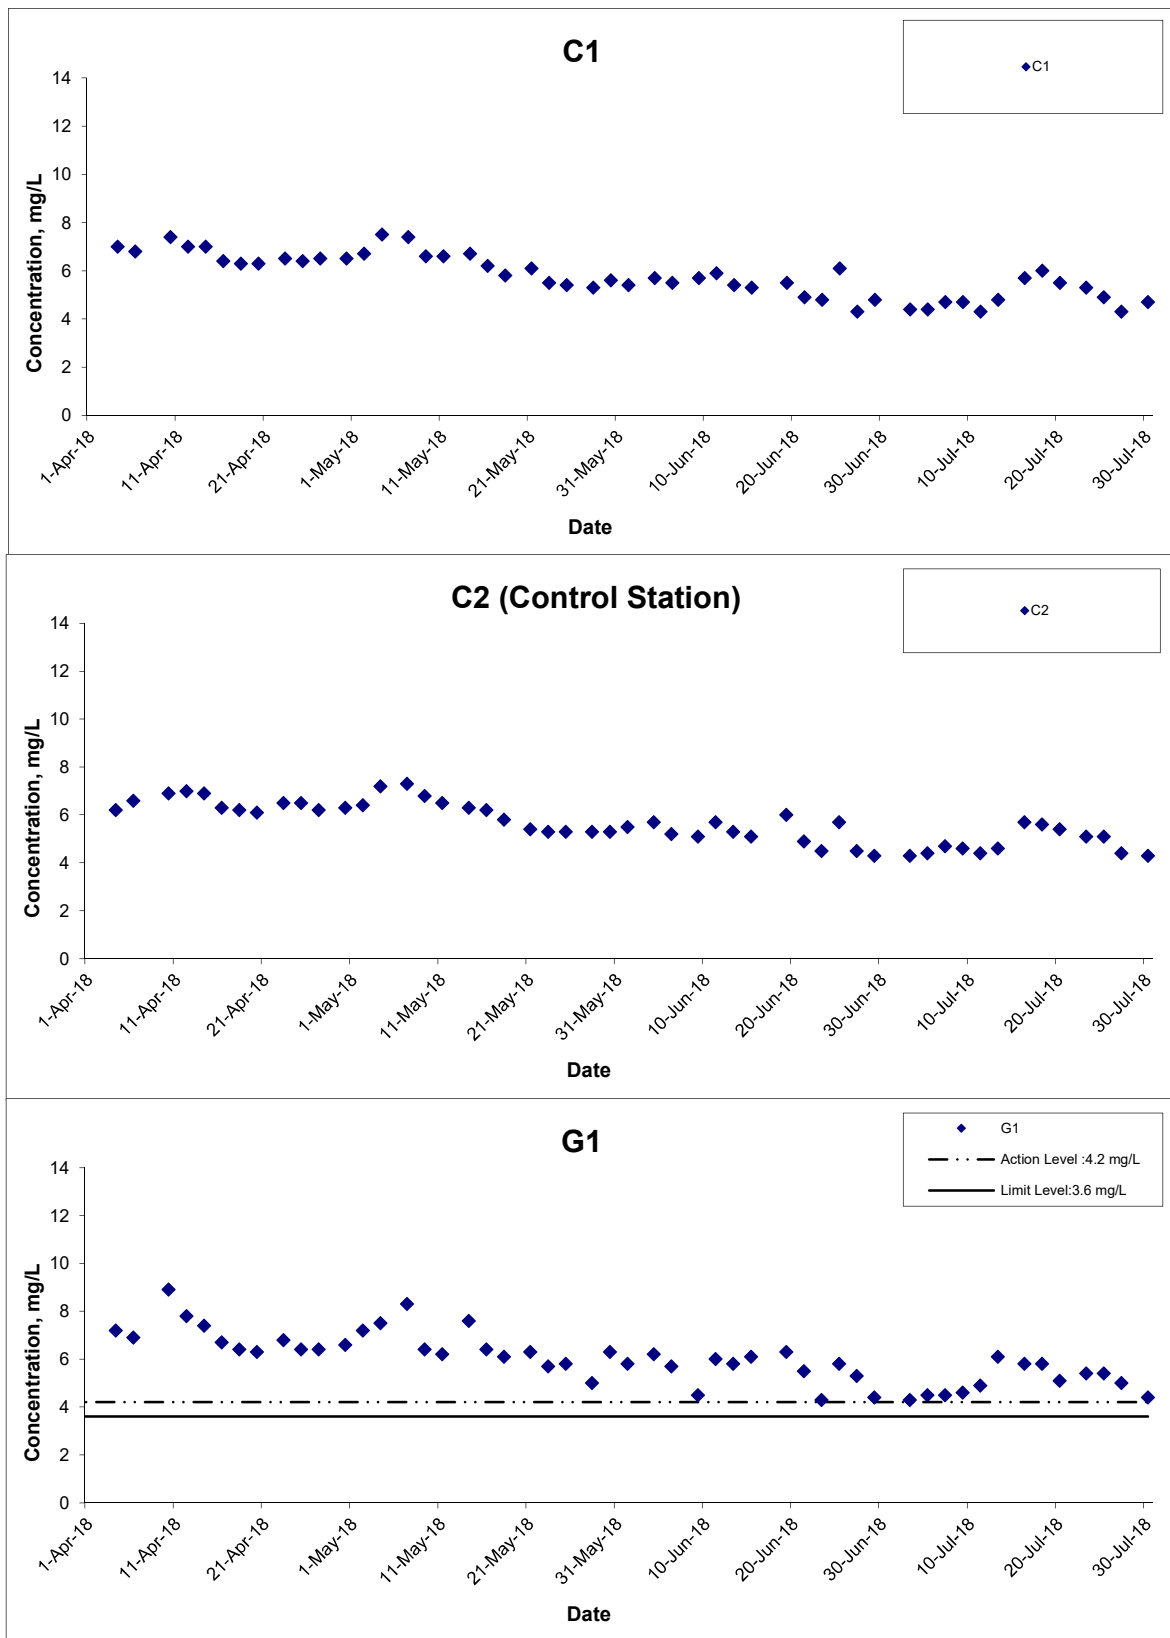 C1
C1
14
12
10
8
6
4
2
0
Concentration, mg/L
1-Apr-18
11-Apr-18
21-Apr-18
1-May-18
11-May-18
21-May-18
31-May-18
10-Jun-18
20-Jun-18
30-Jun-18
10-Jul-18
20-Jul-18
30-Jul-18
Date
C2 (Control Station)
C2
14
12
10
8
6
4
2
0
Concentration, mg/L
1-Apr-18
11-Apr-18
21-Apr-18
1-May-18
11-May-18
21-May-18
31-May-18
10-Jun-18
20-Jun-18
30-Jun-18
10-Jul-18
20-Jul-18
30-Jul-18
Date
G1
G1
Action Level :4.2 mg/L
Limit Level:3.6 mg/L
14
12
10
8
6
4
2
0
Concentration, mg/L
1-Apr-18
11-Apr-18
21-Apr-18
1-May-18
11-May-18
21-May-18
31-May-18
10-Jun-18
20-Jun-18
30-Jun-18
10-Jul-18
20-Jul-18
30-Jul-18
Date